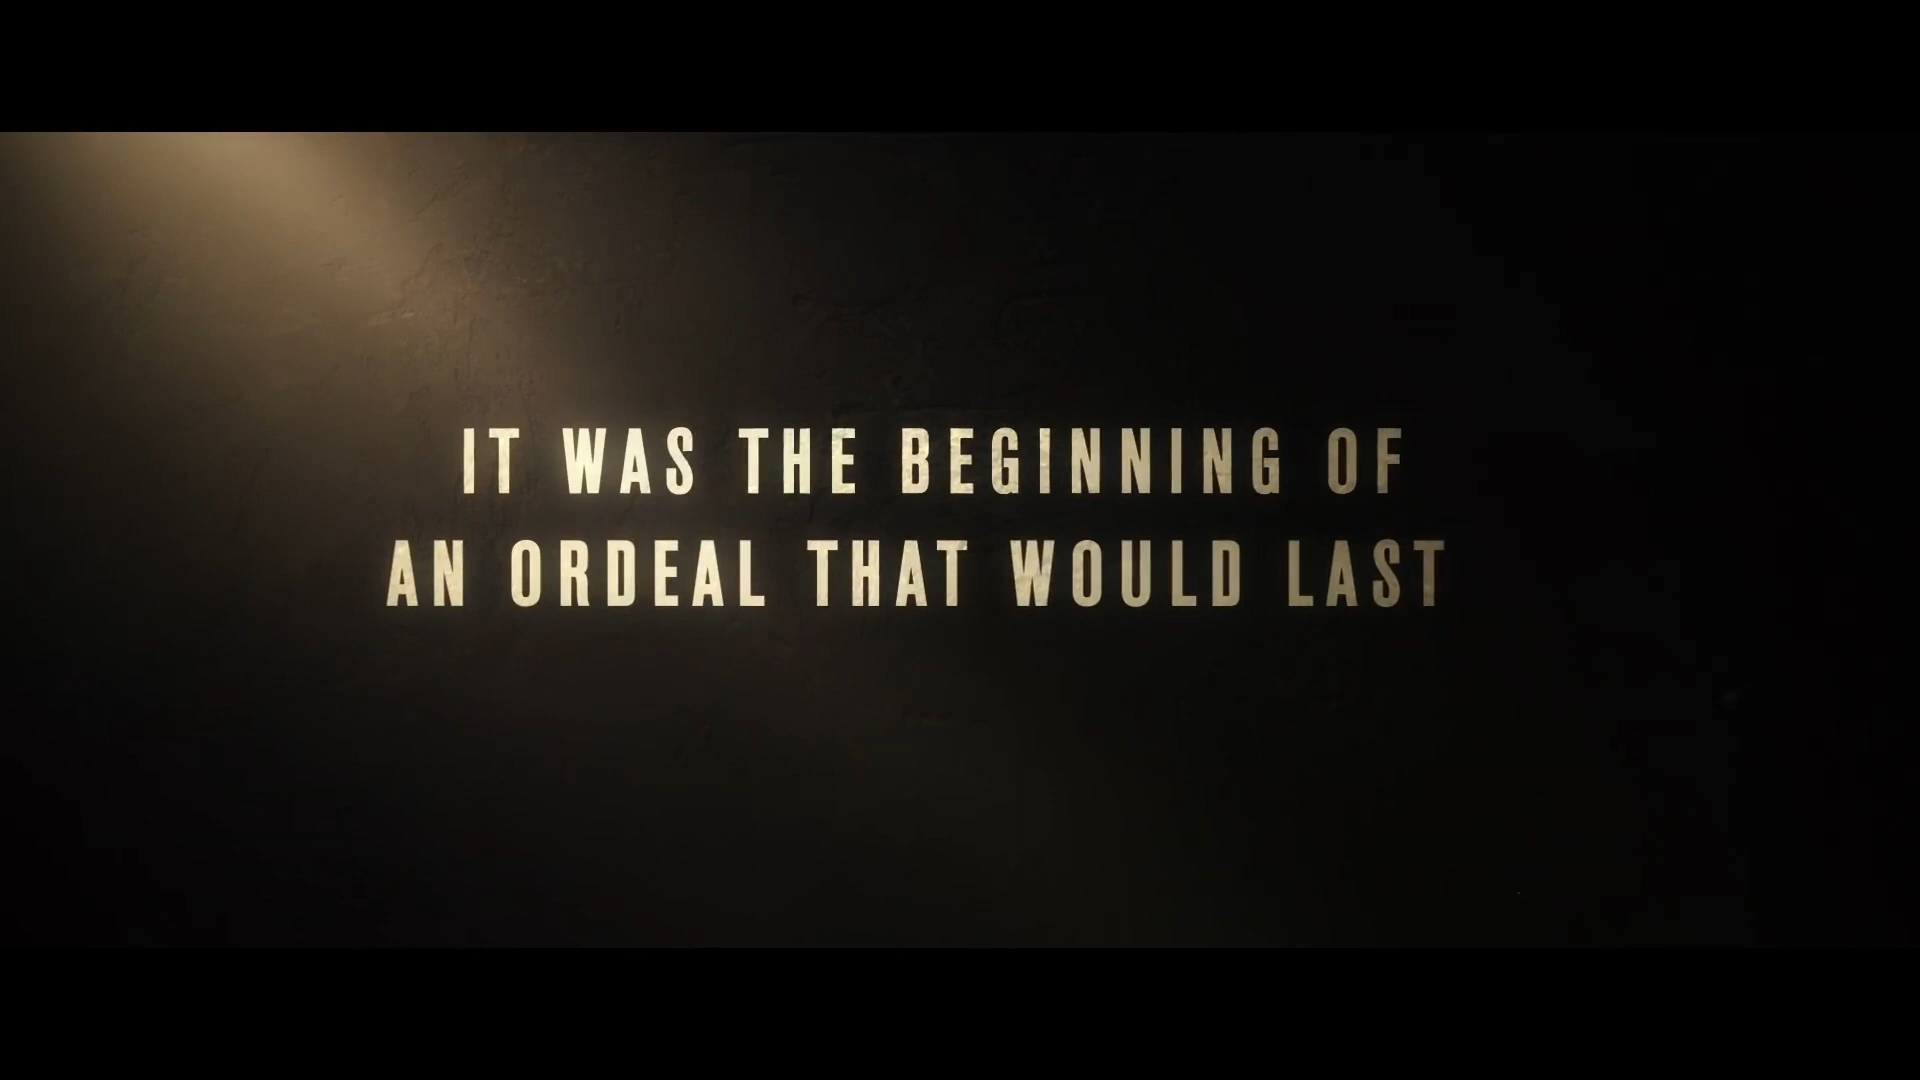 IT WAS THE BEGINNING OF
AN ORDEAL THAT WOULD LAST